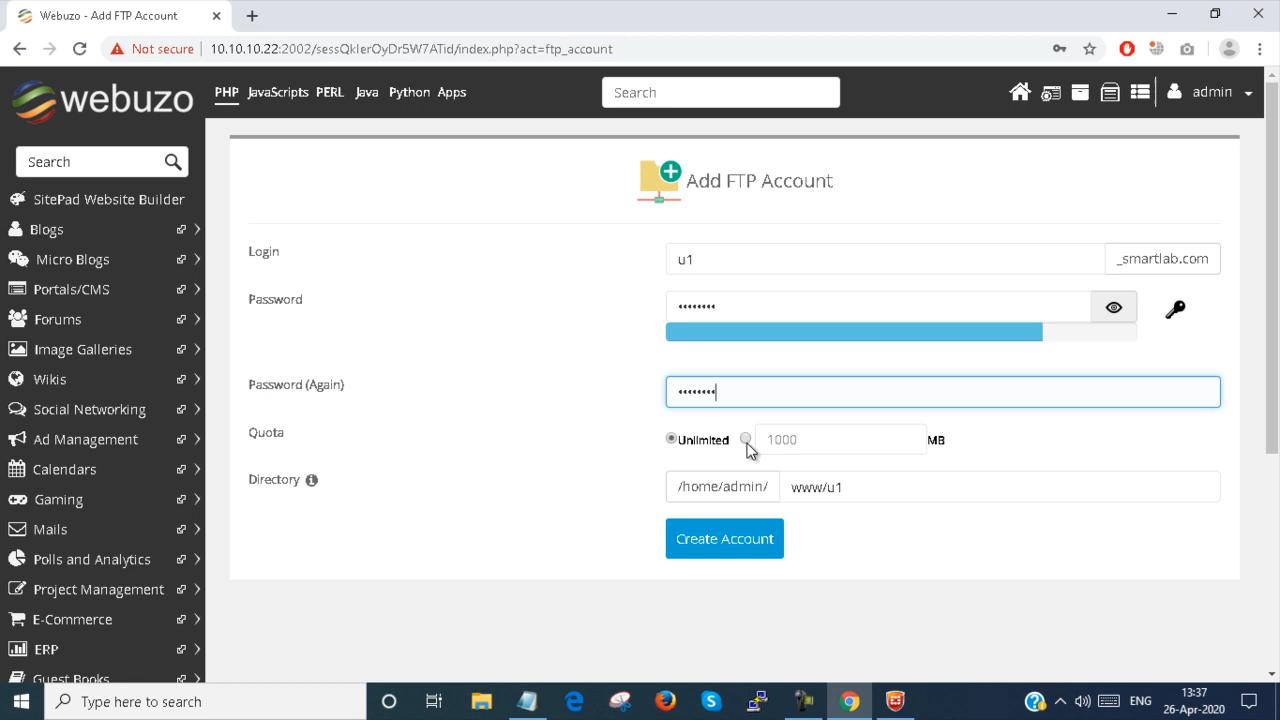 Webuzo - Add FTP Account
Not secure 10.10.10.22:2002/sessQkIerOyDr5W7ATid/index.php?act=ftp_account
webuzo
PHP JavaScripts PERL Java Python Apps
Search
admin
Search
SitePad Website Builder
Blogs
Micro Blogs
Portals/CMS
Forums
Image Galleries
Wikis
Social Networking
Ad Management
Calendars
Gaming
Mails
Polls and Analytics
Project Management
E-Commerce
ERP
Guest Books
Add FTP Account
Login
u1 _smartlab.com
Password
••••••••
Password (Again)
••••••••
Quota
Unlimited 1000 MB
Directory
/home/admin/ www/u1
Create Account
Type here to search
ENG
13:37
26-Apr-2020